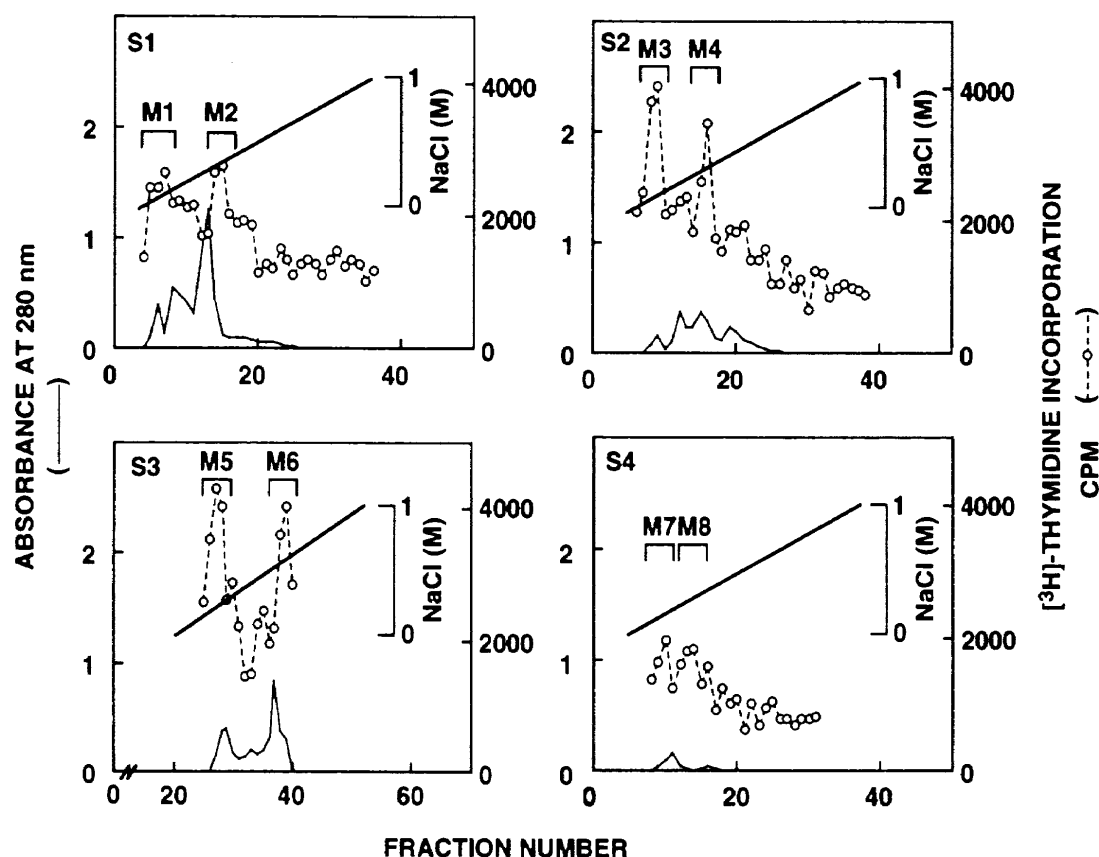 S1
M1
M2
1
0
NaCl (M)
2
1
0
4000
2000
0
0
20
40
S2
M3
M4
1
0
NaCl (M)
2
1
0
4000
2000
0
0
20
40
S3
M5
M6
1
0
NaCl (M)
2
1
0
4000
2000
0
0
20
40
60
S4
M7
M8
1
0
NaCl (M)
2
1
0
4000
2000
0
0
20
40
ABSORBANCE AT 280 nm
(——)
[³H]-THYMIDINE INCORPORATION
CPM (--o--)
FRACTION NUMBER